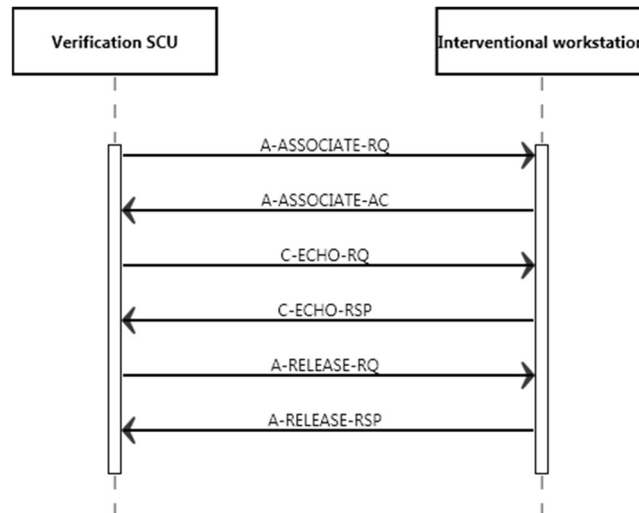 Verification SCU
Interventional workstation
A-ASSOCIATE-RQ
A-ASSOCIATE-AC
C-ECHO-RQ
C-ECHO-RSP
A-RELEASE-RQ
A-RELEASE-RSP